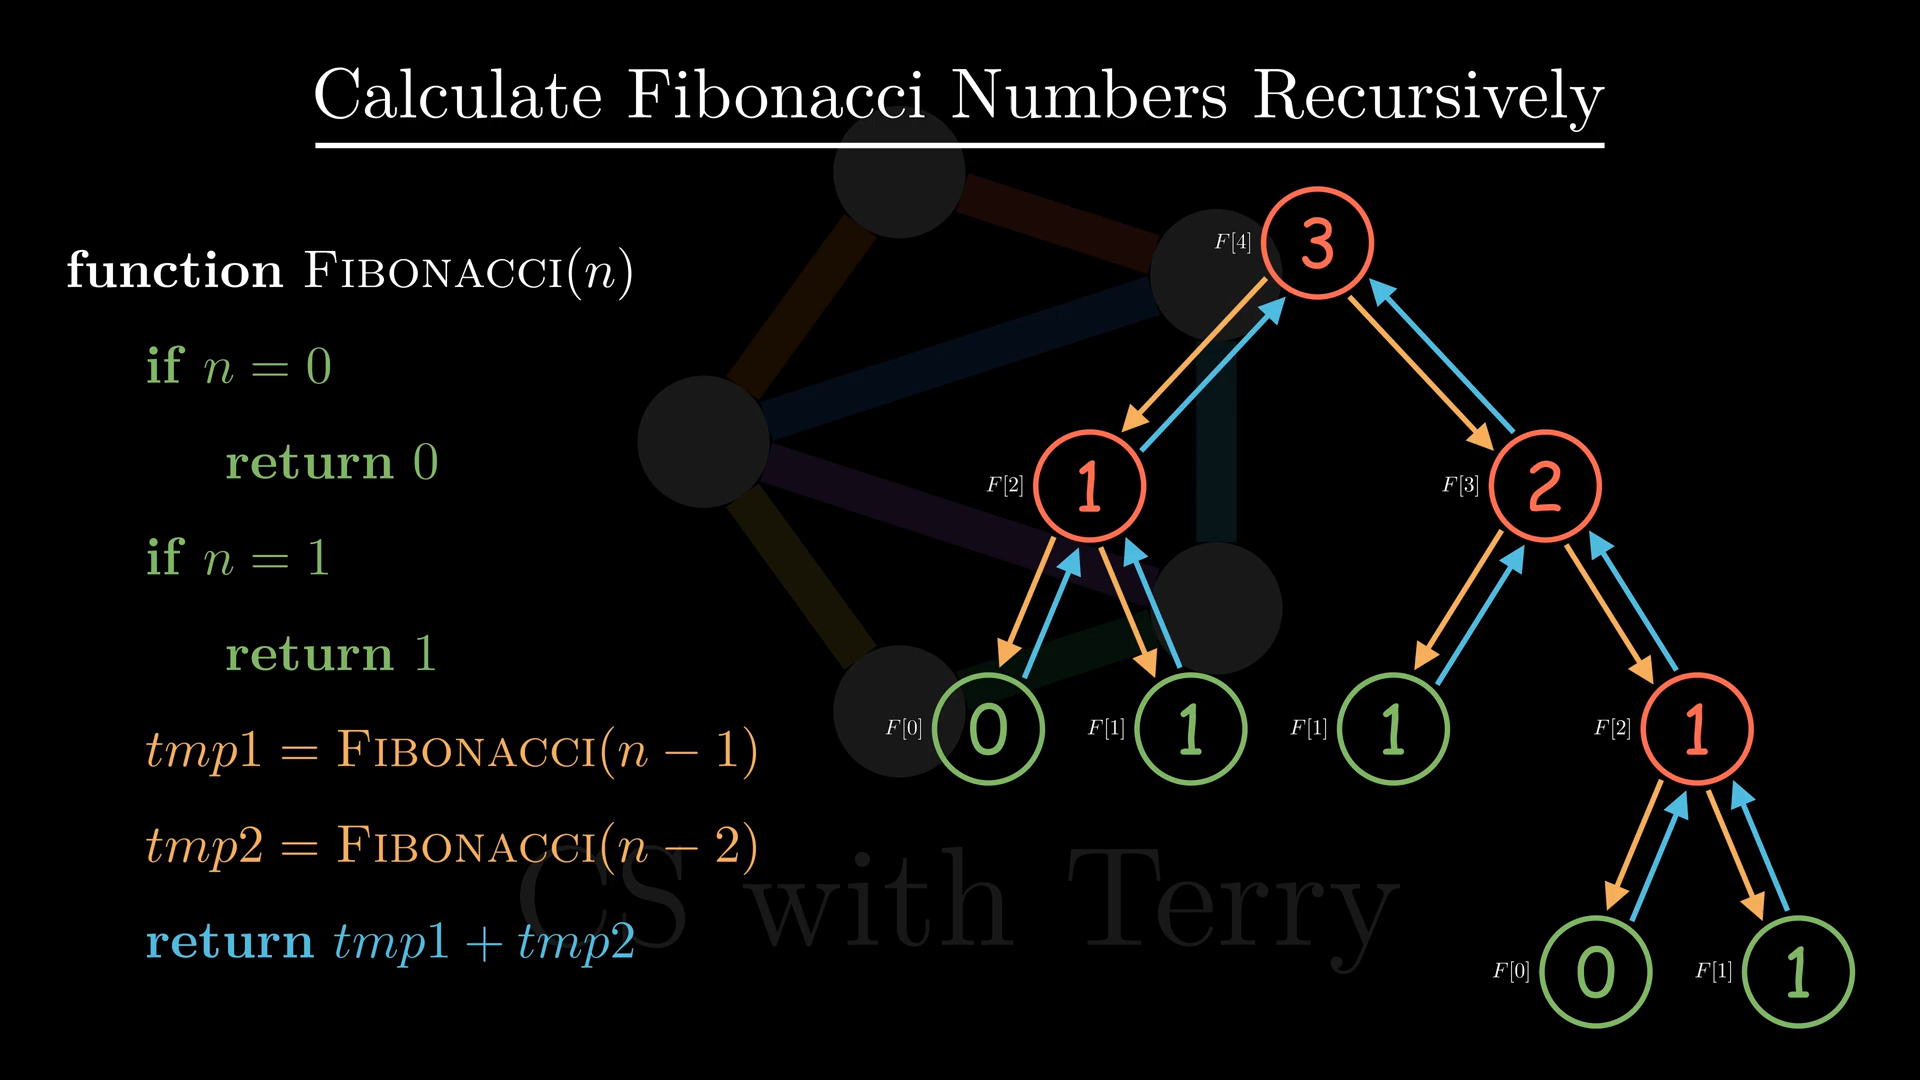 Calculate Fibonacci Numbers Recursively
function FIBONACCI(n)
if n = 0
return 0
if n = 1
return 1
tmp1 = FIBONACCI(n − 1)
tmp2 = FIBONACCI(n − 2)
return tmp1 + tmp2
F[4] 3
F[2] 1
F[3] 2
F[0] 0
F[1] 1
F[1] 1
F[2] 1
F[0] 0
F[1] 1
CS with Terry